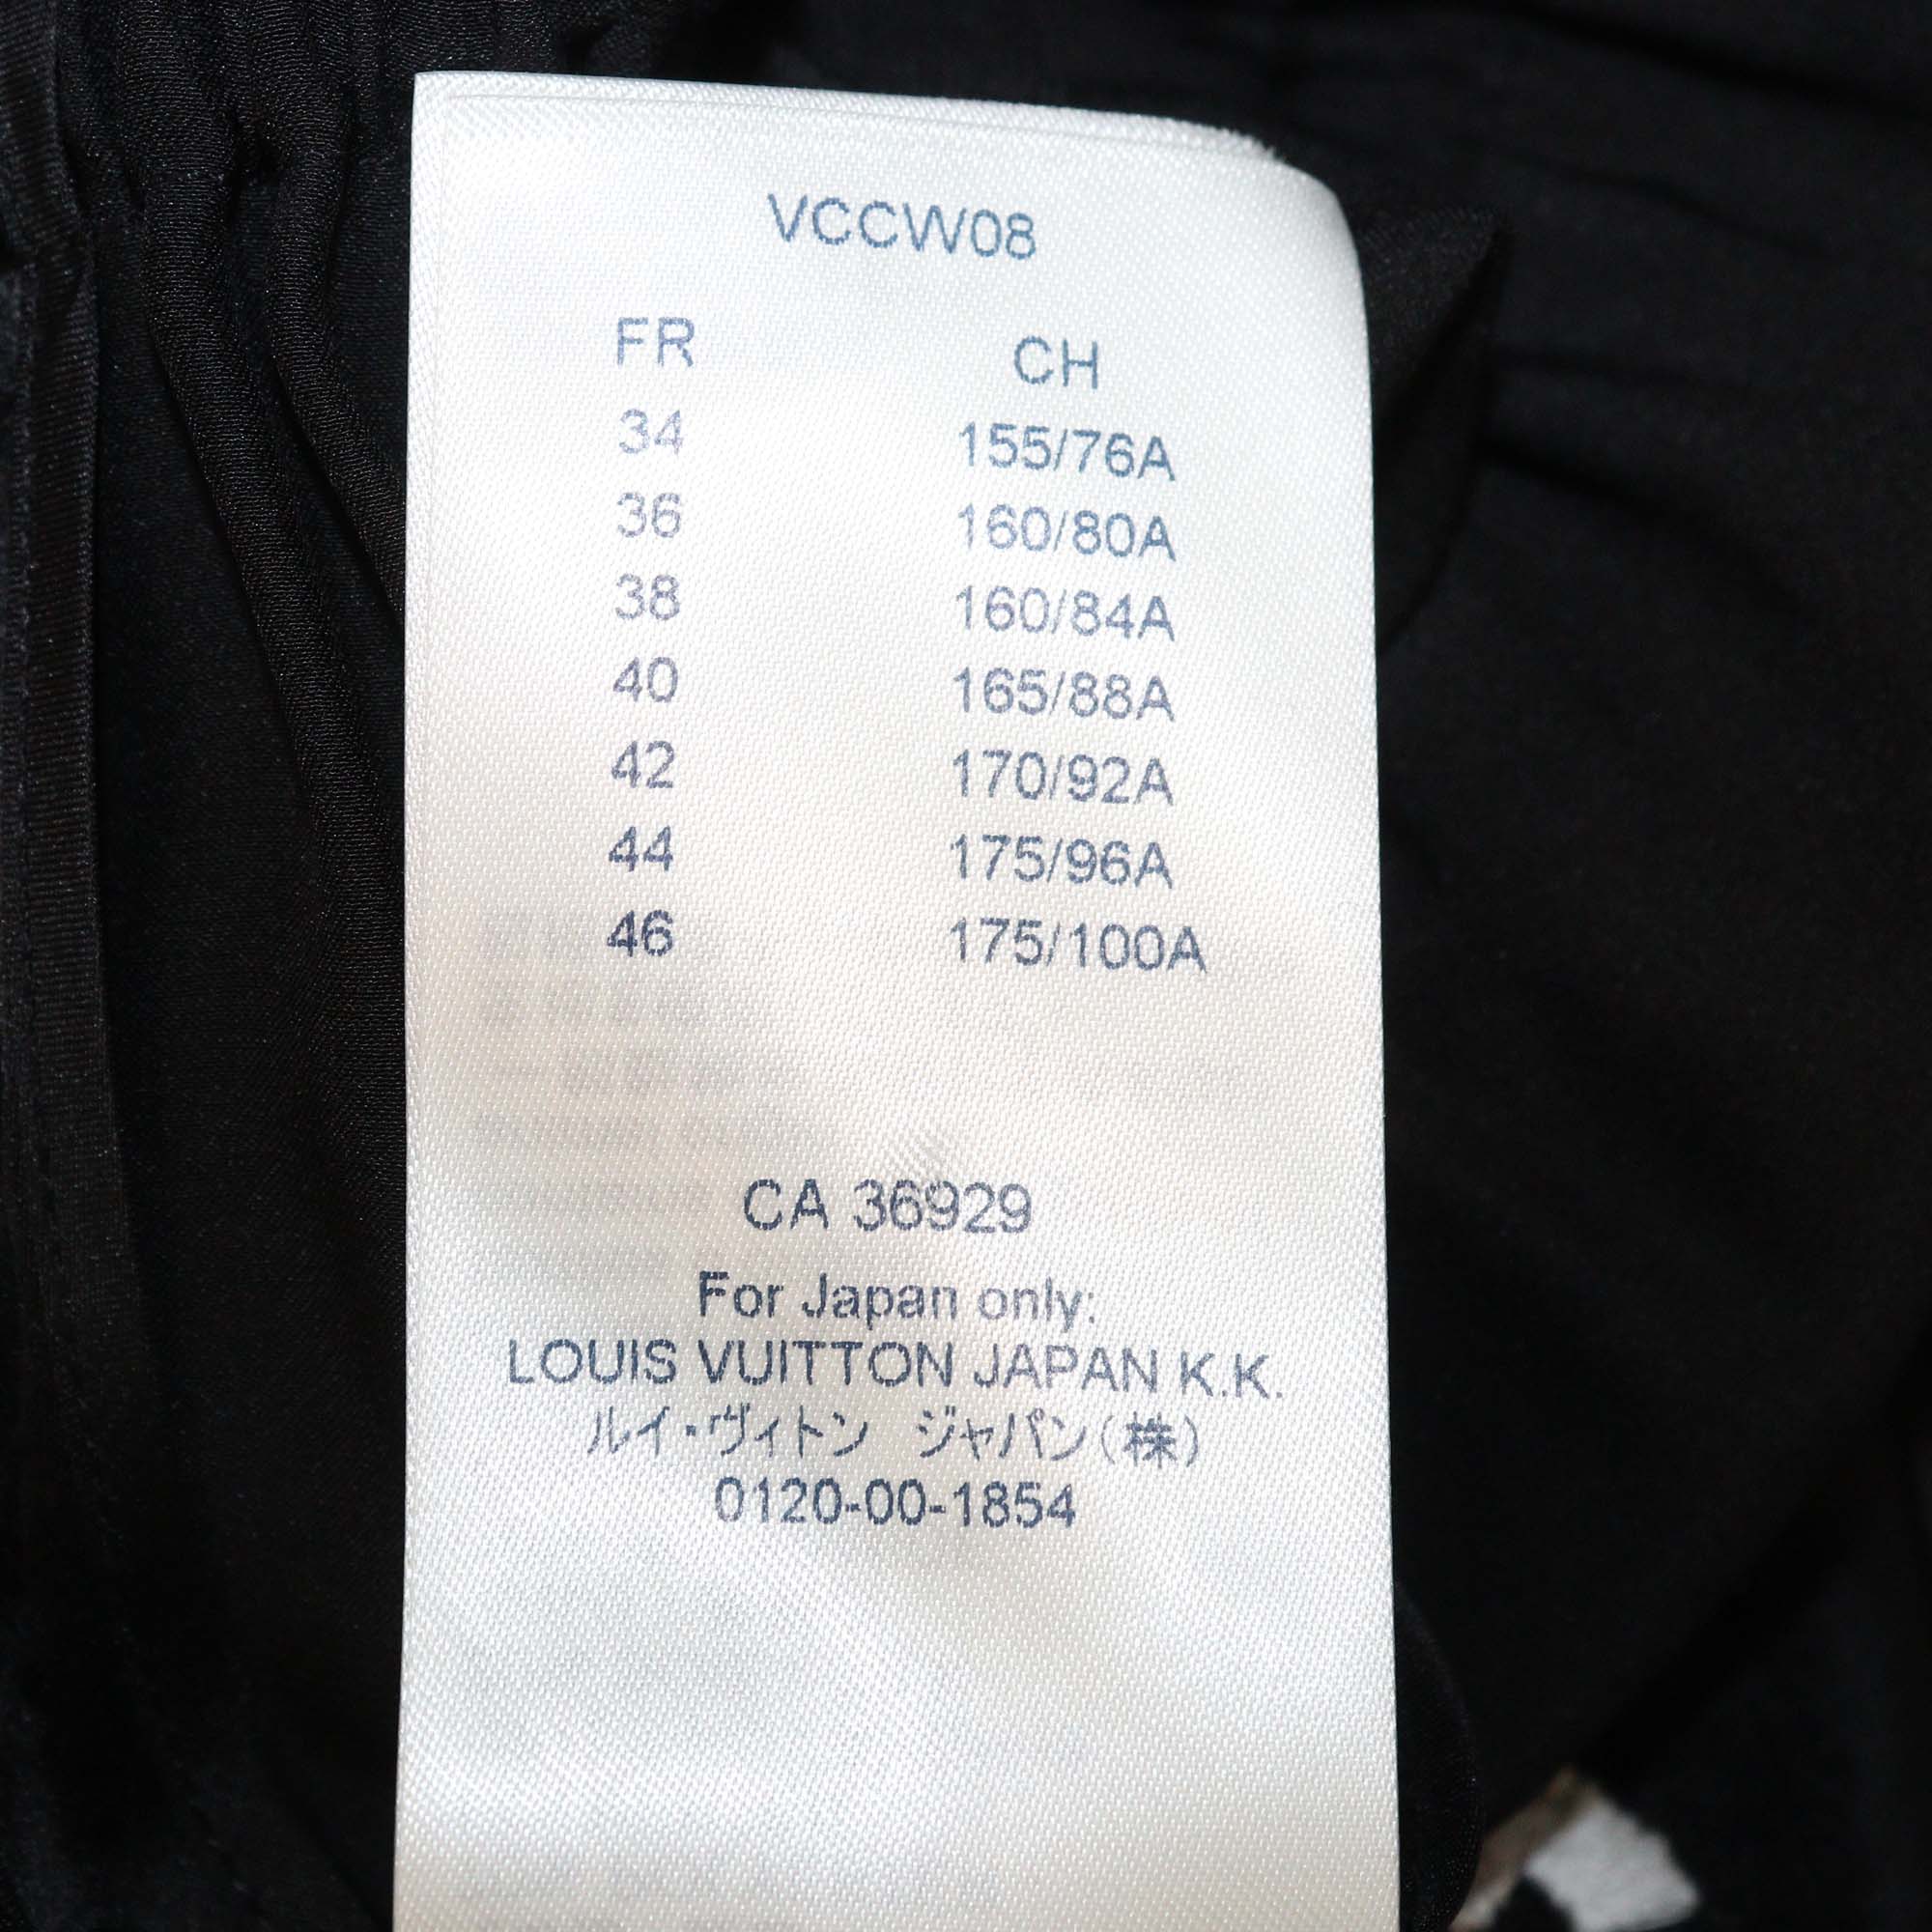 VCCW08
FR CH
34 155/76A
36 160/80A
38 160/84A
40 165/88A
42 170/92A
44 175/96A
46 175/100A
CA 36929
For Japan only:
LOUIS VUITTON JAPAN K.K.
ルイ・ヴィトン ジャパン(株)
0120-00-1854